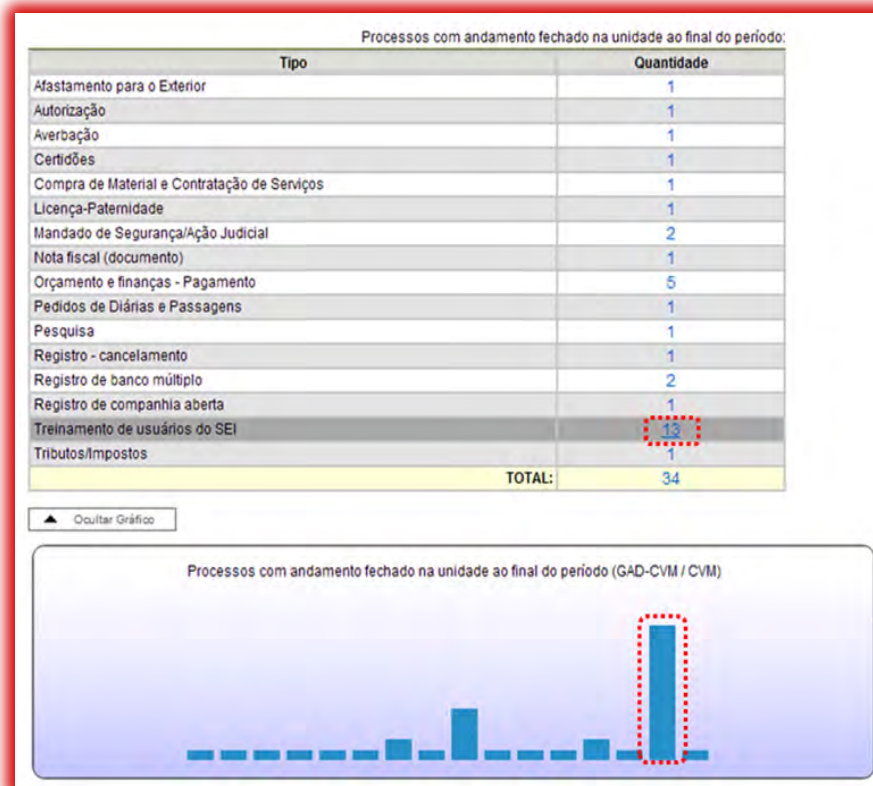 Processos com andamento fechado na unidade ao final do período:
Tipo Quantidade
Afastamento para o Exterior 1
Autorização 1
Averbação 1
Certidões 1
Compra de Material e Contratação de Serviços 1
Licença-Paternidade 1
Mandado de Segurança/Ação Judicial 2
Nota fiscal (documento) 1
Orçamento e finanças - Pagamento 5
Pedidos de Diárias e Passagens 1
Pesquisa 1
Registro - cancelamento 1
Registro de banco múltiplo 2
Registro de companhia aberta 1
Treinamento de usuários do SEI 13
Tributos/Impostos 1
TOTAL: 34
Ocultar Gráfico
Processos com andamento fechado na unidade ao final do período (GAD-CVM / CVM)